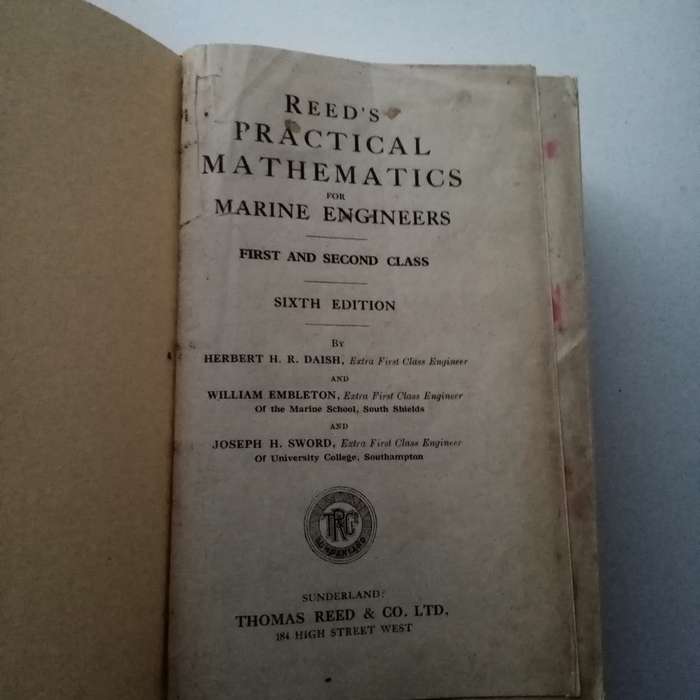 REED'S
PRACTICAL
MATHEMATICS
FOR
MARINE ENGINEERS
FIRST AND SECOND CLASS
SIXTH EDITION
BY
HERBERT H. R. DAISH, Extra First Class Engineer
AND
WILLIAM EMBLETON, Extra First Class Engineer
Of the Marine School, South Shields
AND
JOSEPH H. SWORD, Extra First Class Engineer
Of University College, Southampton
SUNDERLAND:
THOMAS REED & CO. LTD.
184 HIGH STREET WEST